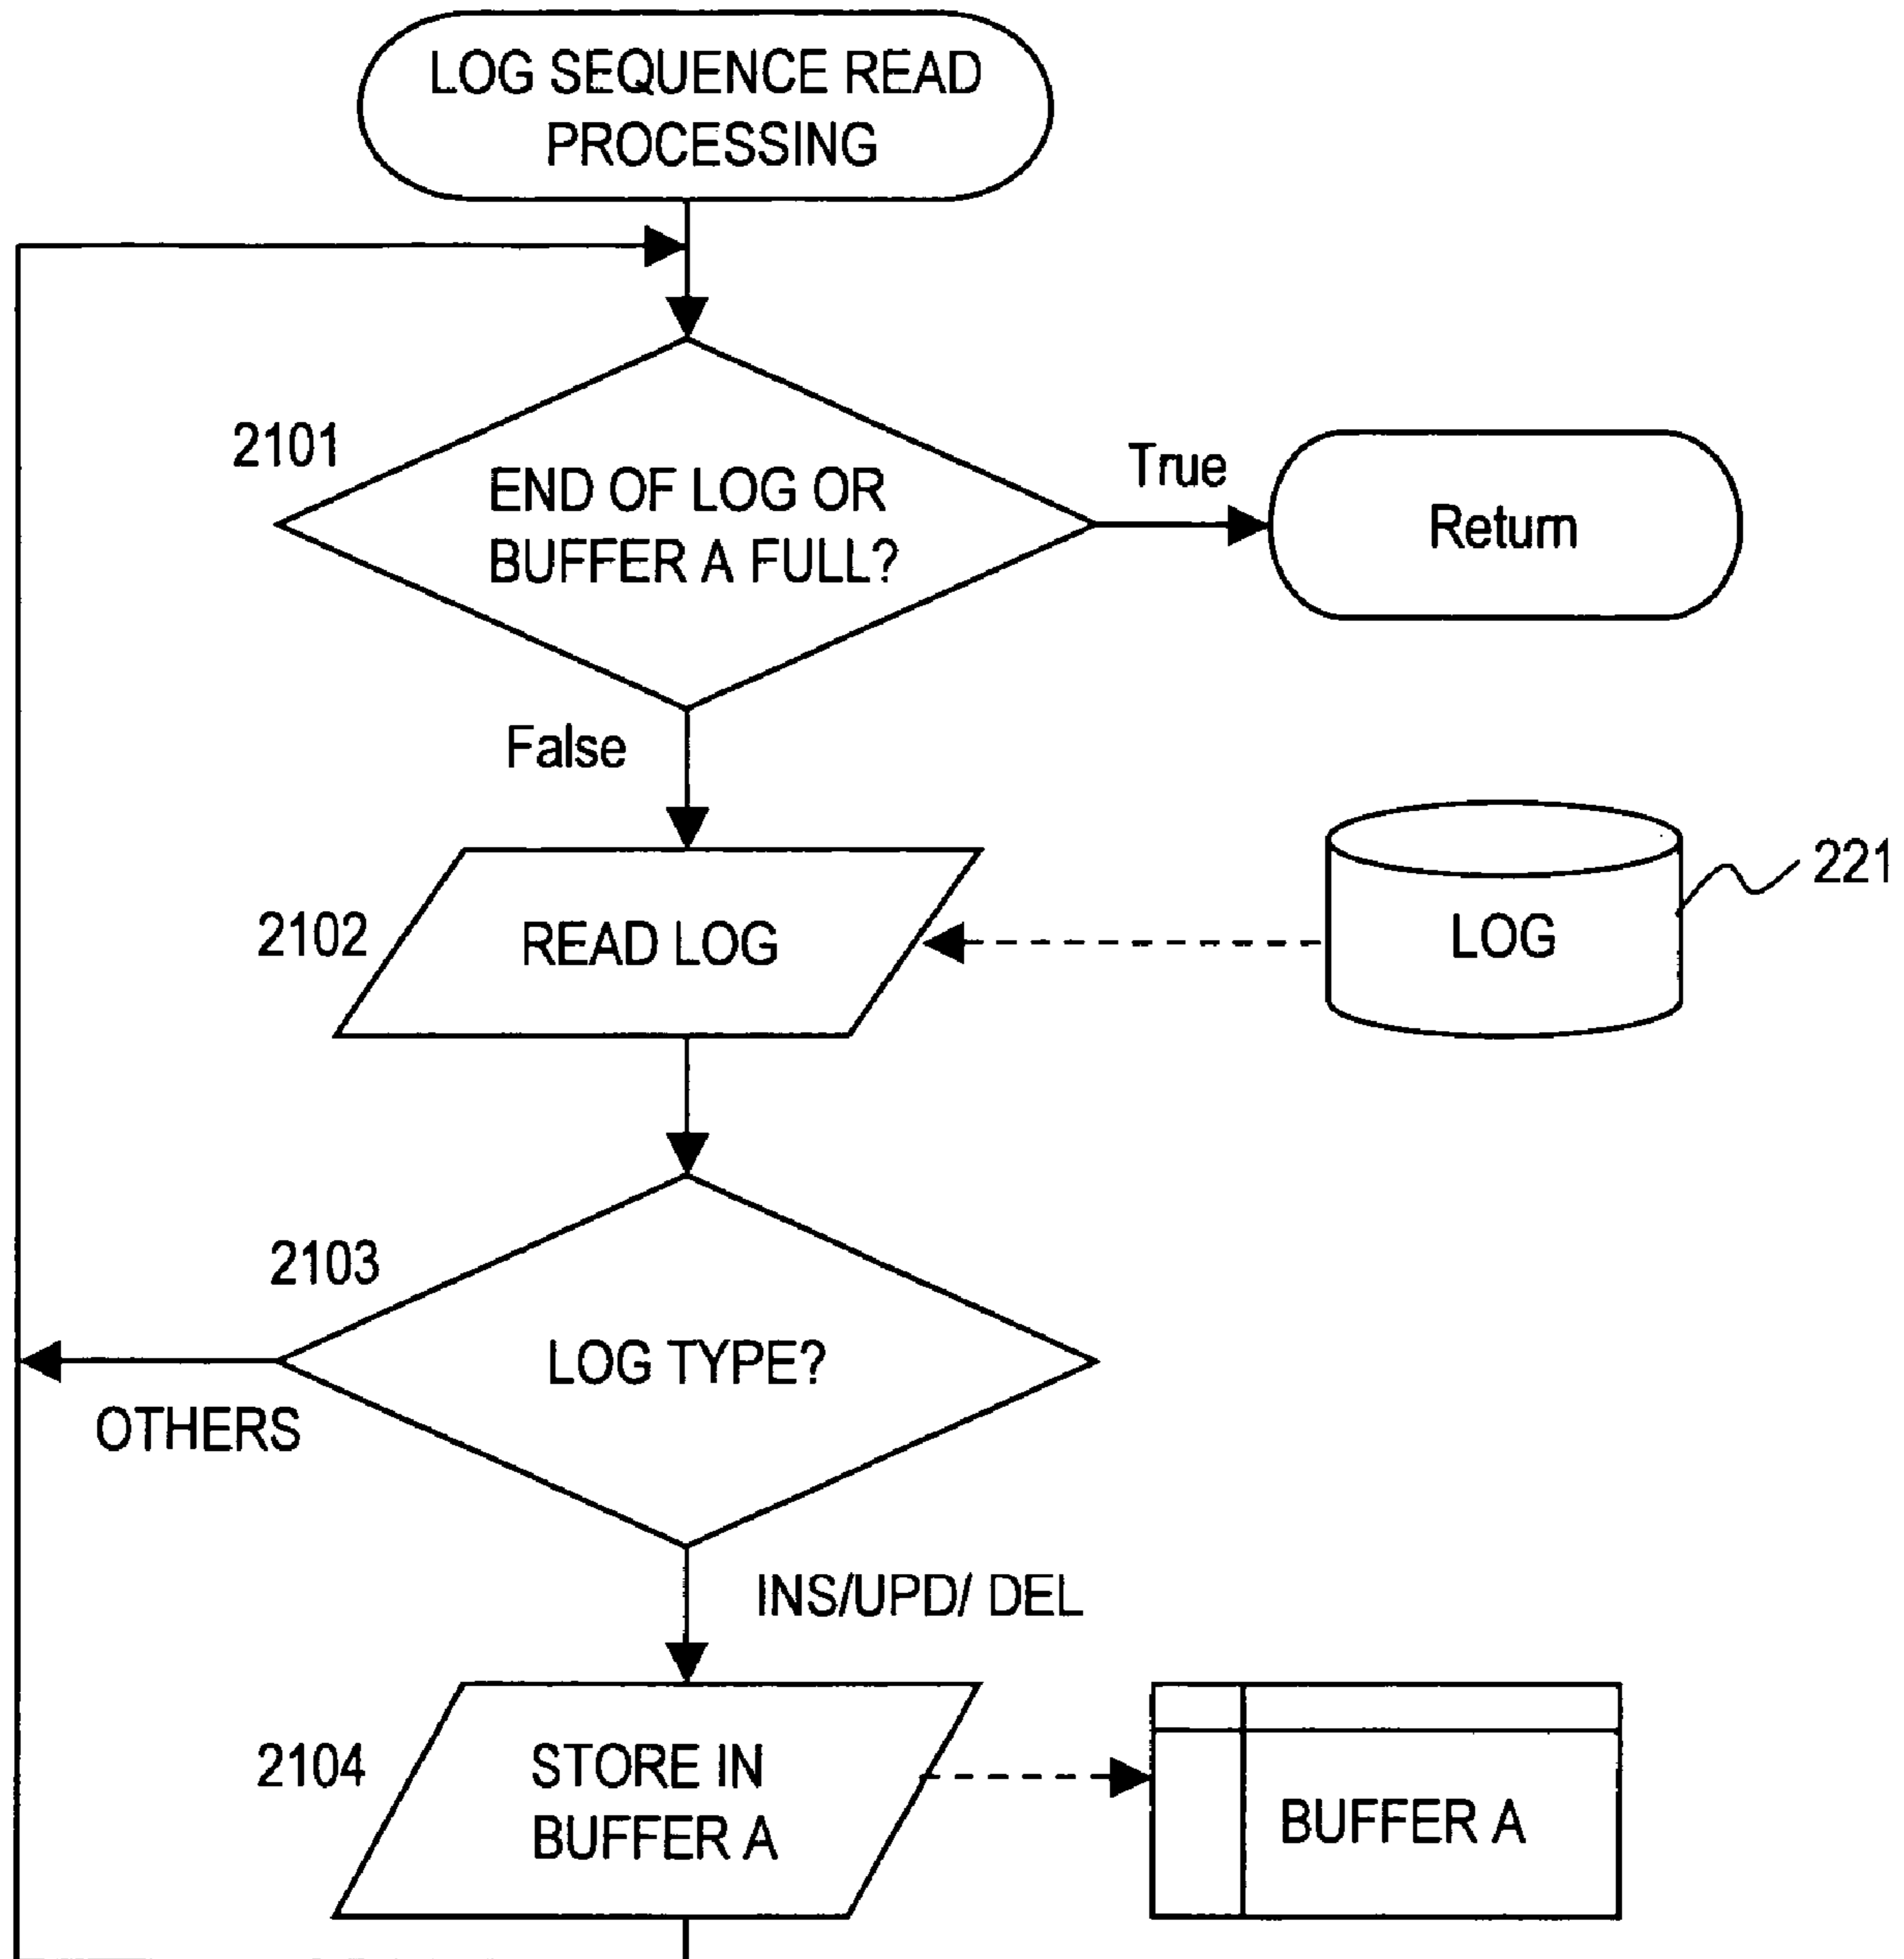 LOG SEQUENCE READ
PROCESSING
2101
END OF LOG OR
BUFFER A FULL?
True
Return
False
2102
READ LOG
LOG
221
2103
LOG TYPE?
OTHERS
INS/UPD/ DEL
2104
STORE IN
BUFFER A
BUFFER A